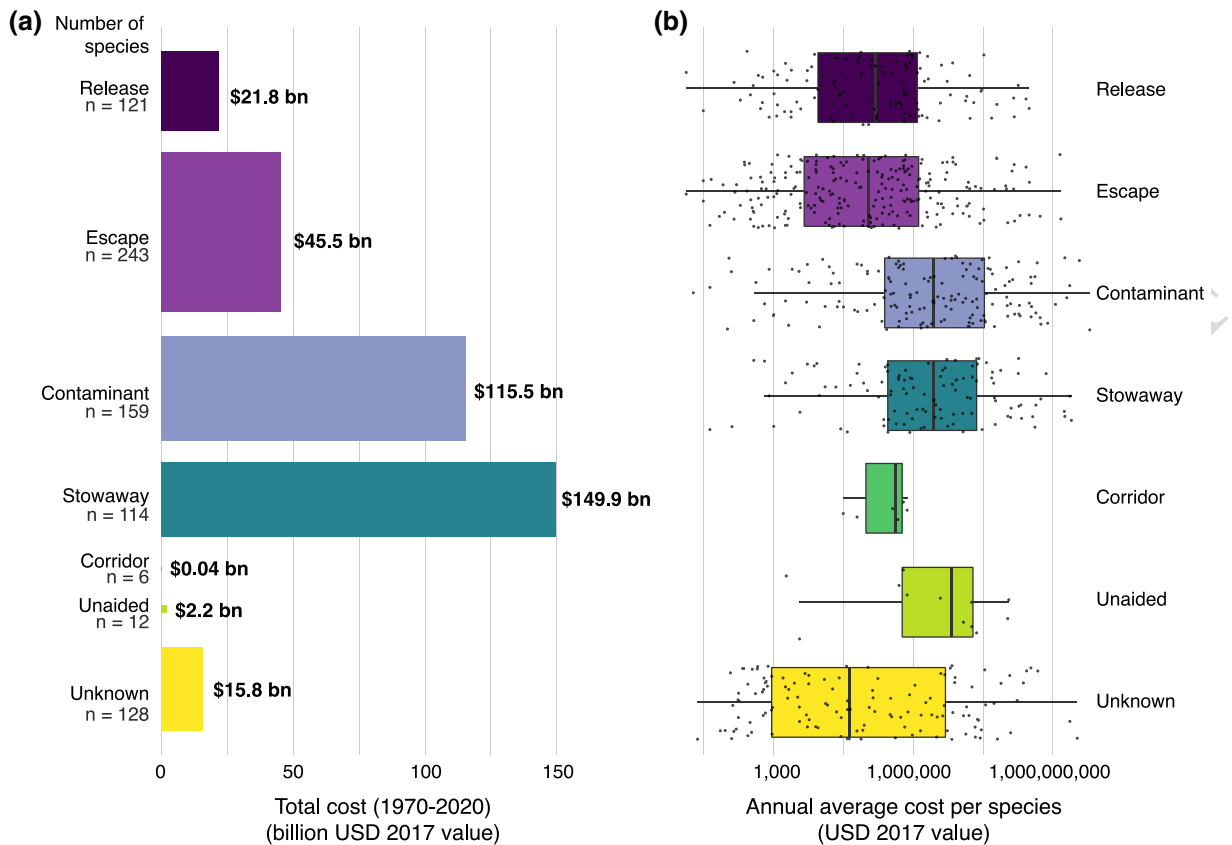 (a)
Number of
species
Release
n = 121
$21.8 bn
Escape
n = 243
$45.5 bn
Contaminant
n = 159
$115.5 bn
Stowaway
n = 114
$149.9 bn
Corridor
n = 6
$0.04 bn
Unaided
n = 12
$2.2 bn
Unknown
n = 128
$15.8 bn
0 50 100 150
Total cost (1970-2020)
(billion USD 2017 value)
(b)
Release
Escape
Contaminant
Stowaway
Corridor
Unaided
Unknown
1,000 1,000,000 1,000,000,000
Annual average cost per species
(USD 2017 value)